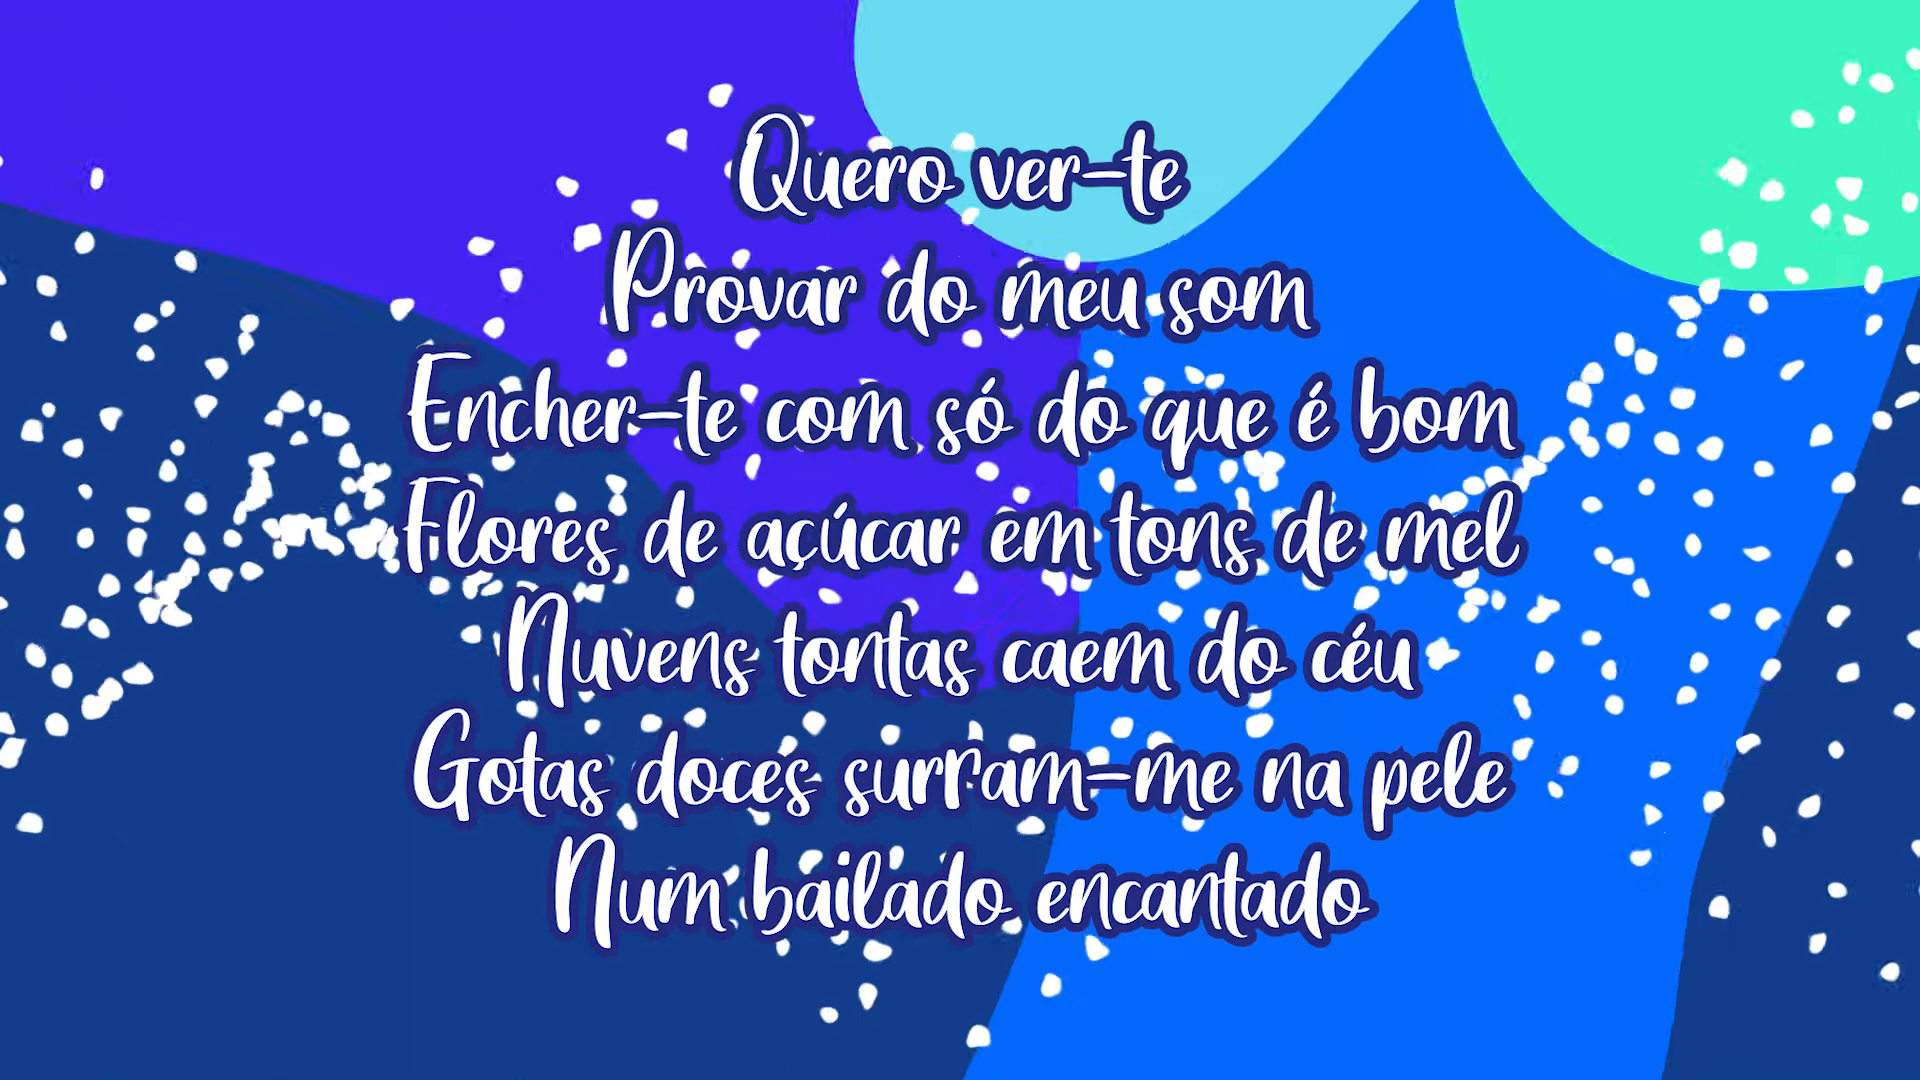 Quero ver-te
Provar do meu som
Encher-te com só do que é bom
Flores de açúcar em tons de mel
Nuvens tontas caem do céu
Gotas doces surram-me na pele
Num bailado encantado